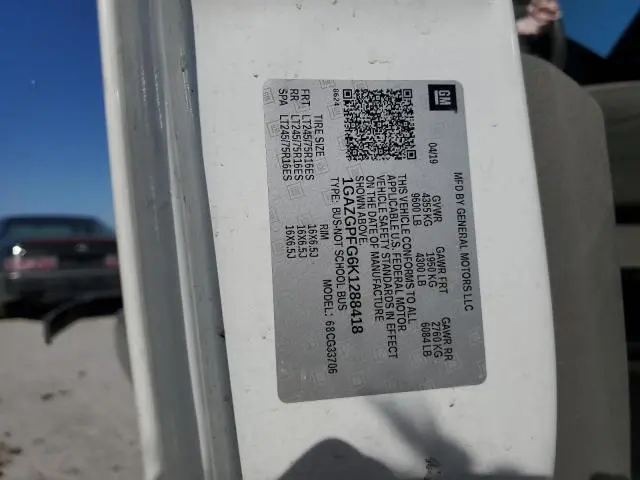 GM
MFD BY GENERAL MOTORS LLC
04/19 GVWR GAWR FRT GAWR RR
4355 KG 1950 KG 2760 KG
9600 LB 4300 LB 6084 LB
THIS VEHICLE CONFORMS TO ALL
APPLICABLE U.S. FEDERAL MOTOR
VEHICLE SAFETY STANDARDS IN EFFECT
ON THE DATE OF MANUFACTURE
SHOWN ABOVE.
1GAZGPFG6K1288418
TYPE: BUS-NOT SCHOOL BUS
8624 MODEL: 68CG33706
TIRE SIZE RIM
FRT LT245/75R16ES 16X6.5J
RR LT245/75R16ES 16X6.5J
SPA LT245/75R16ES 16X6.5J